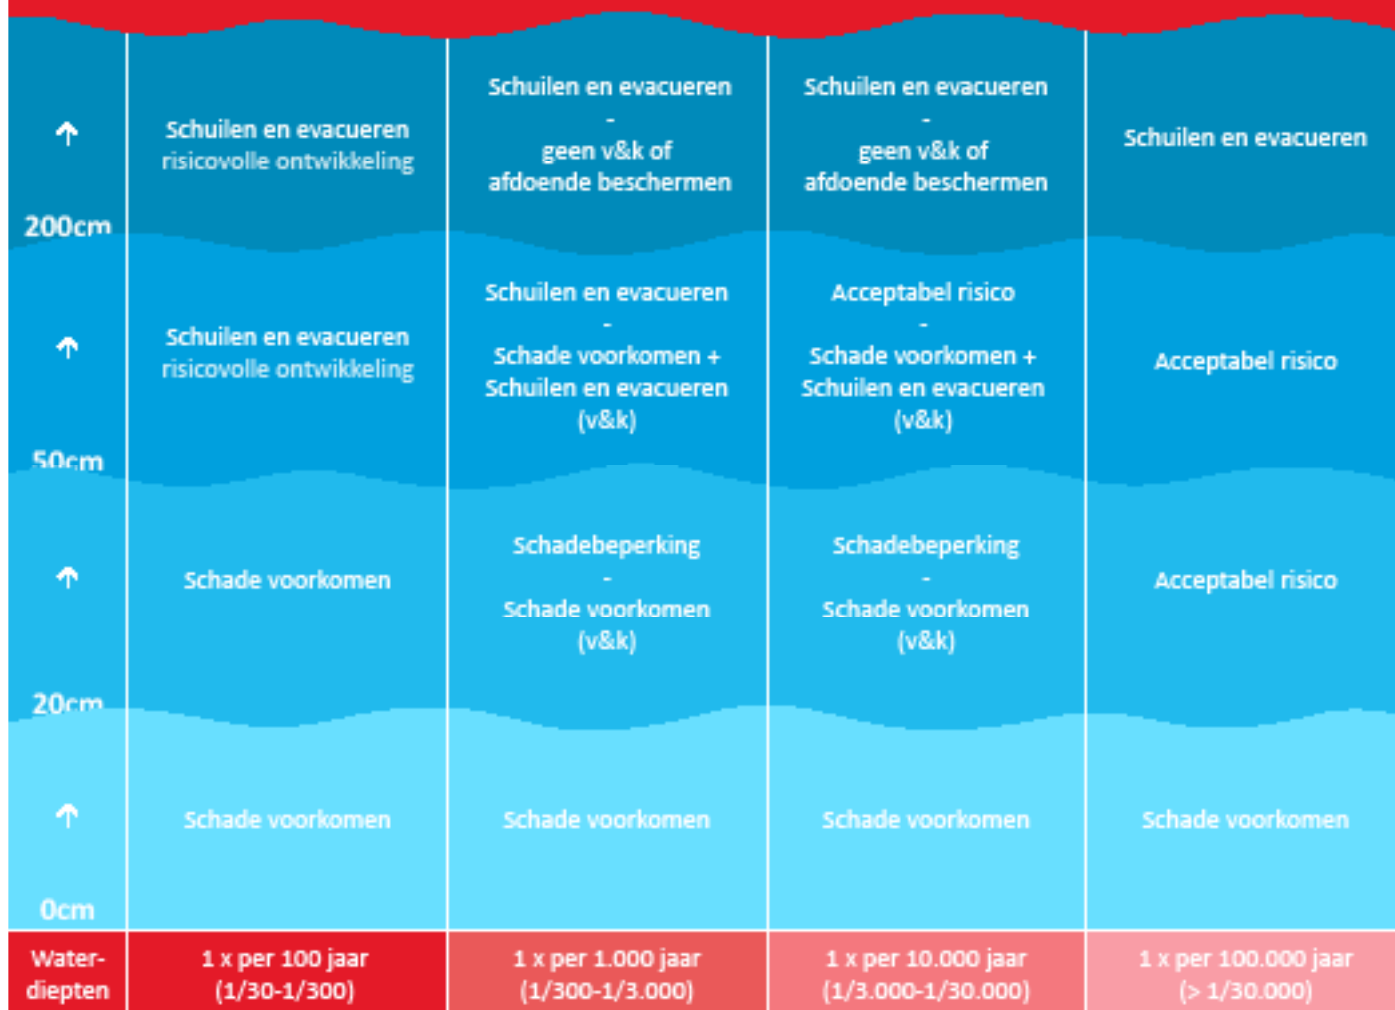 ↑
200cm
Schuilen en evacueren
risicovolle ontwikkeling
Schuilen en evacueren
-
geen v&k of
afdoende beschermen
Schuilen en evacueren
-
geen v&k of
afdoende beschermen
Schuilen en evacueren
↑
50cm
Schuilen en evacueren
risicovolle ontwikkeling
Schuilen en evacueren
-
Schade voorkomen +
Schuilen en evacueren
(v&k)
Acceptabel risico
-
Schade voorkomen +
Schuilen en evacueren
(v&k)
Acceptabel risico
↑
20cm
Schade voorkomen
Schadebeperking
-
Schade voorkomen
(v&k)
Schadebeperking
-
Schade voorkomen
(v&k)
Acceptabel risico
↑
0cm
Schade voorkomen
Schade voorkomen
Schade voorkomen
Schade voorkomen
Water-
diepten
1 x per 100 jaar
(1/30-1/300)
1 x per 1.000 jaar
(1/300-1/3.000)
1 x per 10.000 jaar
(1/3.000-1/30.000)
1 x per 100.000 jaar
(> 1/30.000)